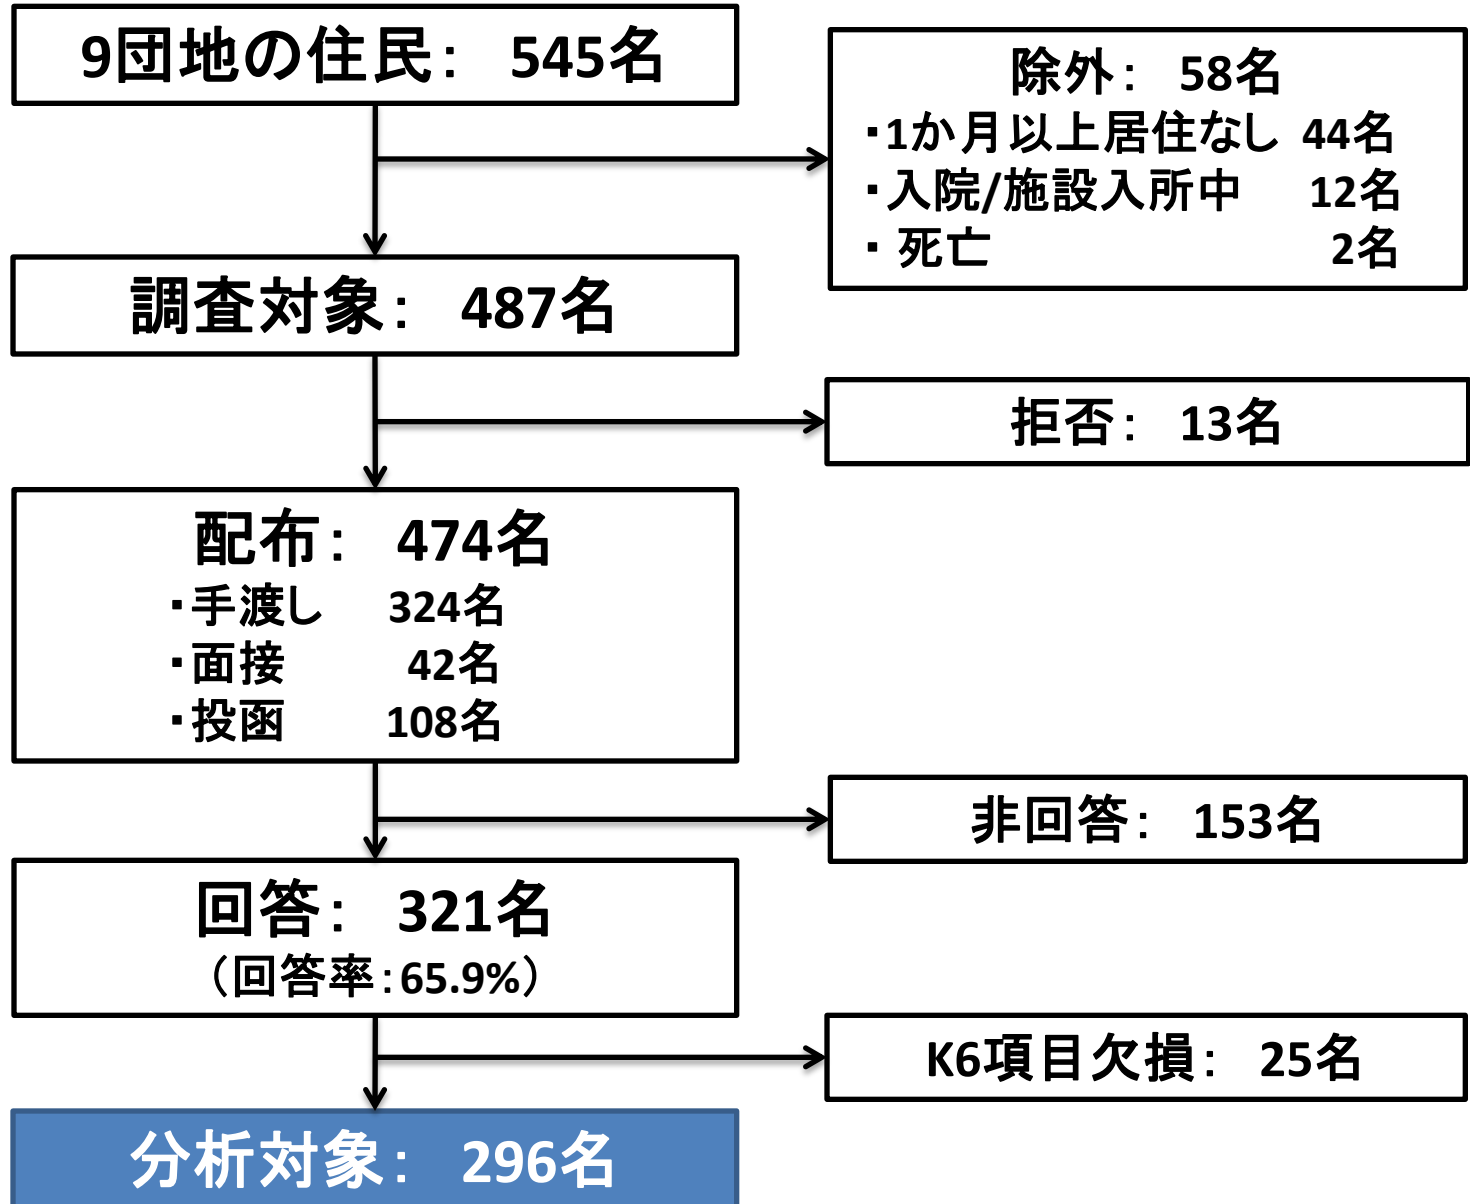 9団地の住民： 545名
除外： 58名
・1か月以上居住なし 44名
・入院/施設入所中 12名
・死亡 2名
調査対象： 487名
拒否： 13名
配布： 474名
・手渡し 324名
・面接 42名
・投函 108名
非回答： 153名
回答： 321名
（回答率：65.9%）
K6項目欠損： 25名
分析対象： 296名